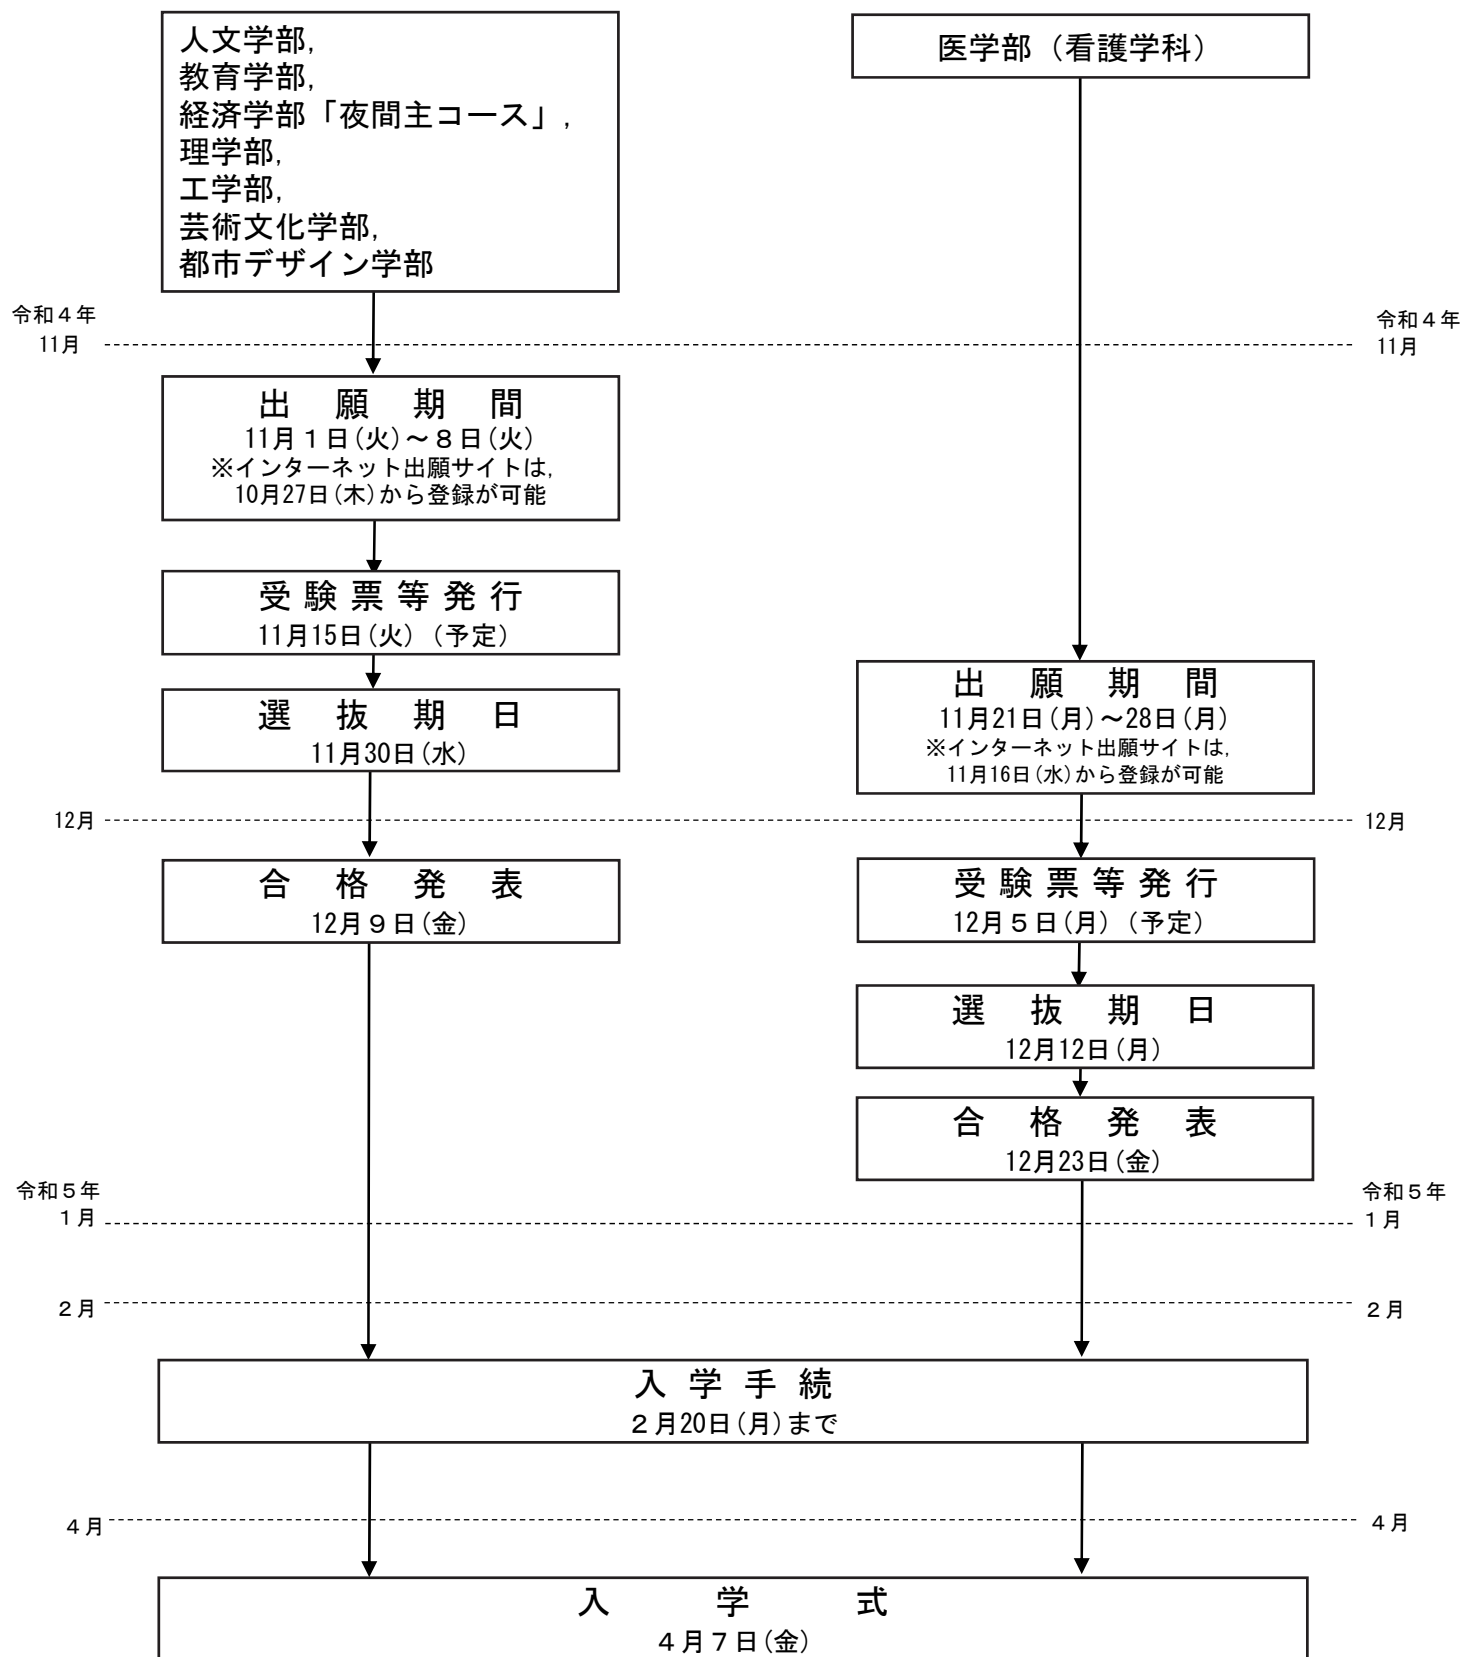 人文学部,
教育学部,
経済学部「夜間主コース」,
理学部,
工学部,
芸術文化学部,
都市デザイン学部
医学部（看護学科）
令和４年
11月
令和４年
11月
出願期間
11月１日(火)～８日(火)
※インターネット出願サイトは,
10月27日(木)から登録が可能
受験票等発行
11月15日(火)（予定）
選抜期日
11月30日(水)
出願期間
11月21日(月)～28日(月)
※インターネット出願サイトは,
11月16日(水)から登録が可能
12月
12月
合格発表
12月９日(金)
受験票等発行
12月５日(月)（予定）
選抜期日
12月12日(月)
合格発表
12月23日(金)
令和５年
１月
令和５年
１月
２月
２月
入学手続
２月20日(月)まで
４月
４月
入学式
４月７日(金)